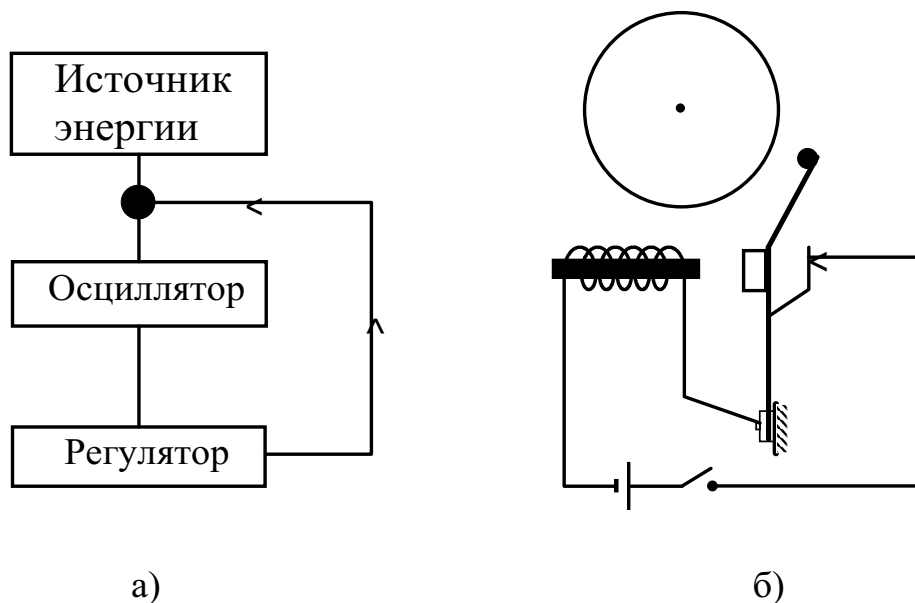 Источник
энергии
Осциллятор
Регулятор
а)
б)